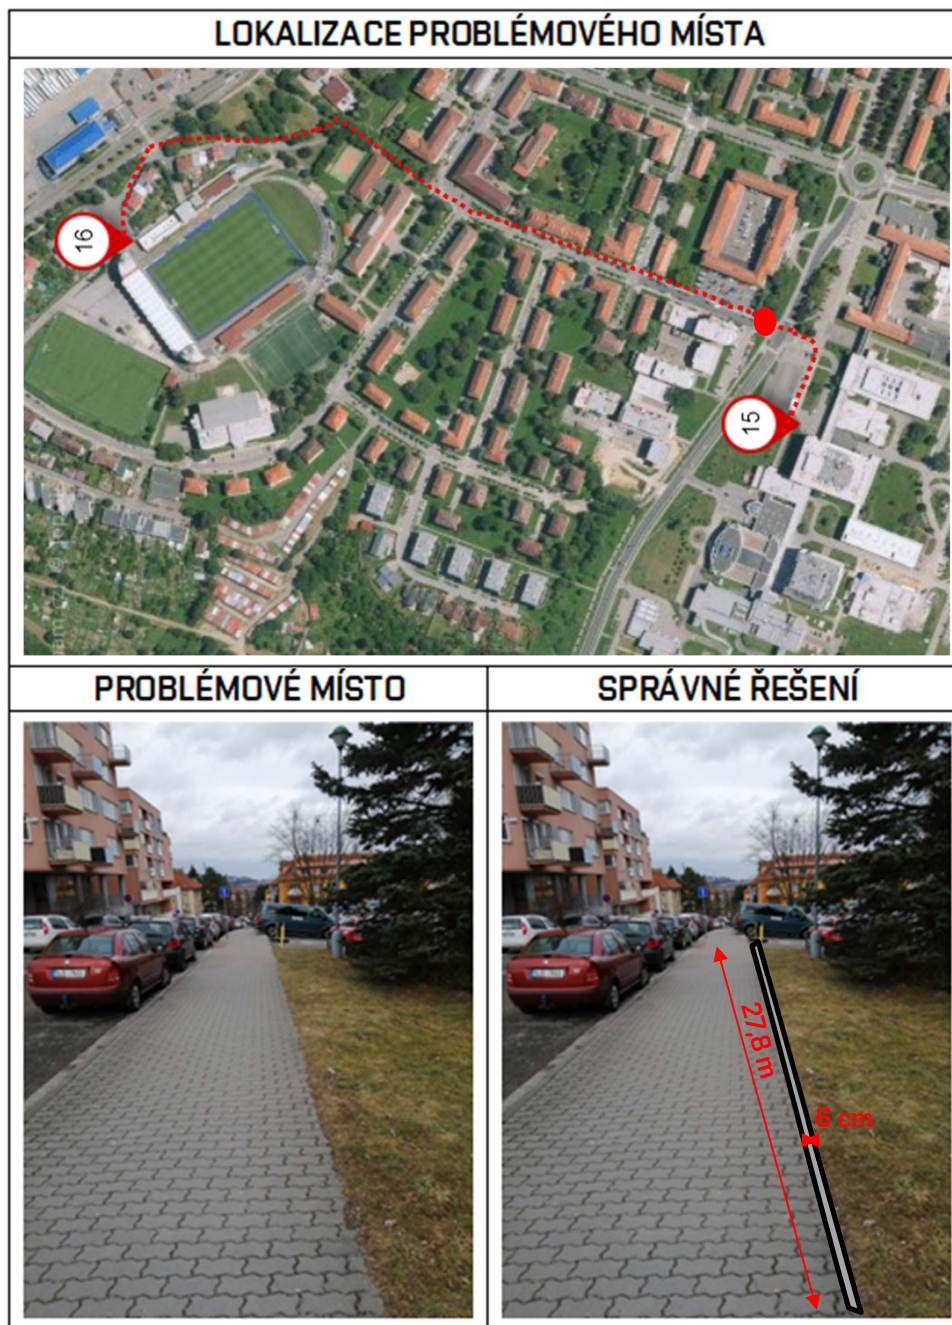 LOKALIZACE PROBLÉMOVÉHO MÍSTA
16
15
PROBLÉMOVÉ MÍSTO
SPRÁVNÉ ŘEŠENÍ
27,8 m
6 cm